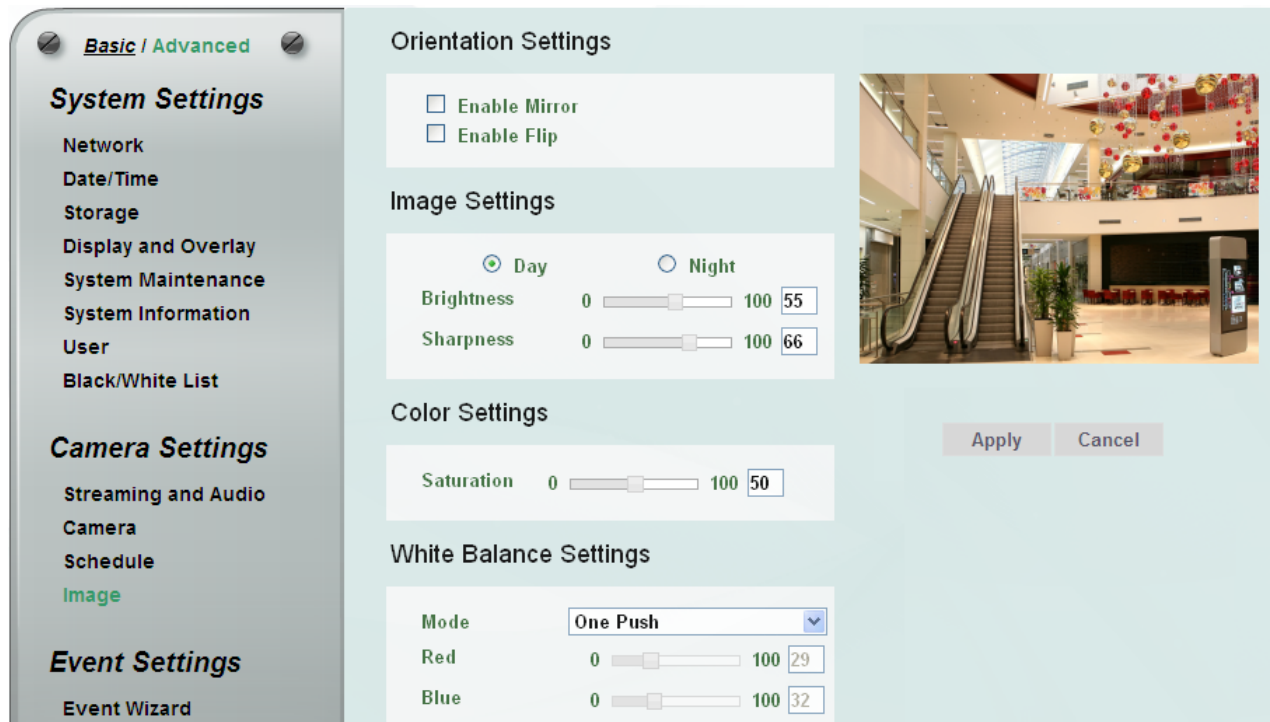 Basic / Advanced
System Settings
Network
Date/Time
Storage
Display and Overlay
System Maintenance
System Information
User
Black/White List
Camera Settings
Streaming and Audio
Camera
Schedule
Image
Event Settings
Event Wizard
Orientation Settings
Enable Mirror
Enable Flip
Image Settings
Day Night
Brightness 0 100 55
Sharpness 0 100 66
Color Settings
Saturation 0 100 50
White Balance Settings
Mode One Push
Red 0 100 29
Blue 0 100 32
Apply Cancel